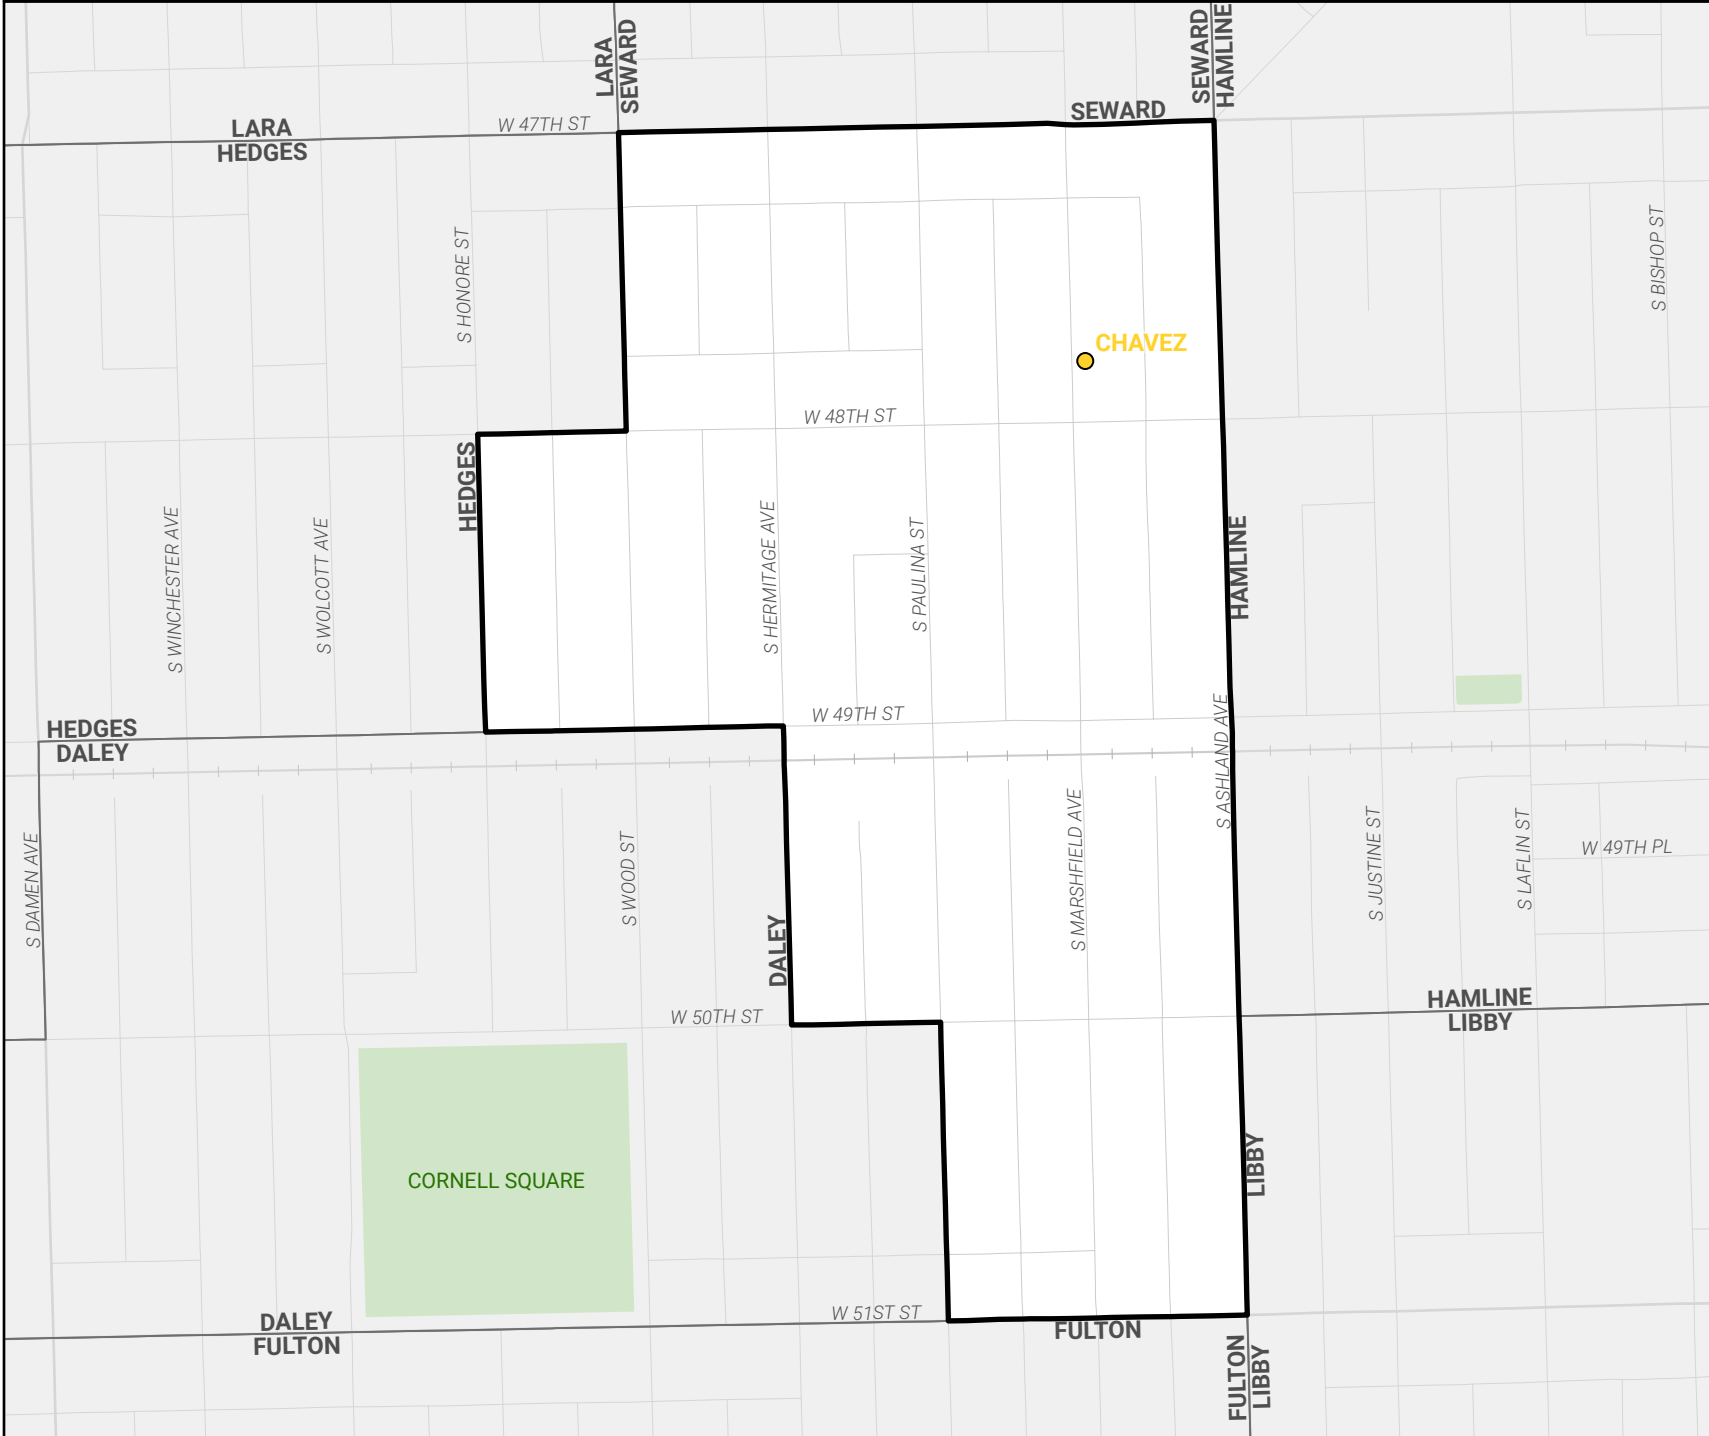 LARA
SEWARD
SEWARD
HAMLINE
SEWARD
LARA
HEDGES
W 47TH ST
S HONORE ST
S BISHOP ST
CHAVEZ
W 48TH ST
HEDGES
S WINCHESTER AVE
S WOLCOTT AVE
S HERMITAGE AVE
S PAULINA ST
HAMLINE
W 49TH ST
HEDGES
DALEY
S ASHLAND AVE
S DAMEN AVE
S WOOD ST
DALEY
S MARSHFIELD AVE
S JUSTINE ST
S LAFLIN ST
W 49TH PL
W 50TH ST
HAMLINE
LIBBY
CORNELL SQUARE
LIBBY
W 51ST ST
DALEY
FULTON
FULTON
FULTON
LIBBY